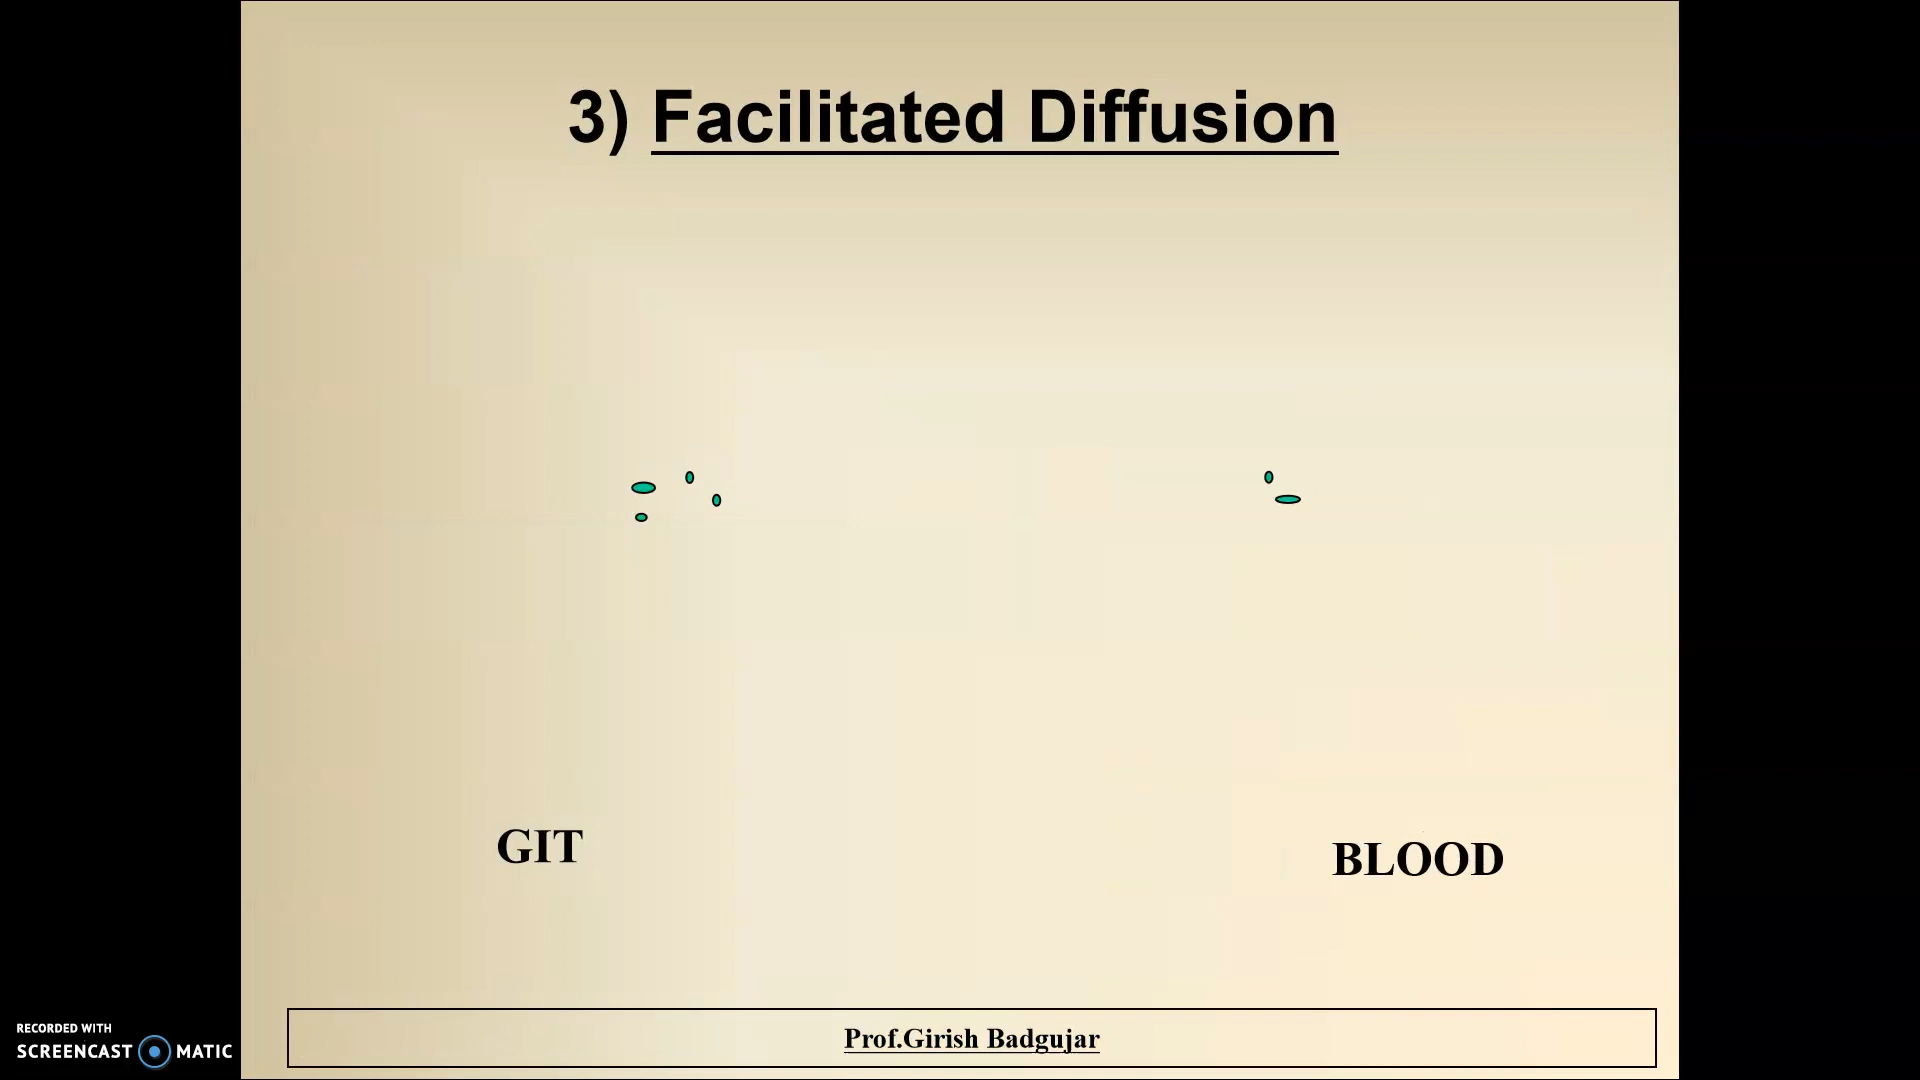 3) Facilitated Diffusion
GIT
BLOOD
Prof.Girish Badgujar
RECORDED WITH
SCREENCAST MATIC